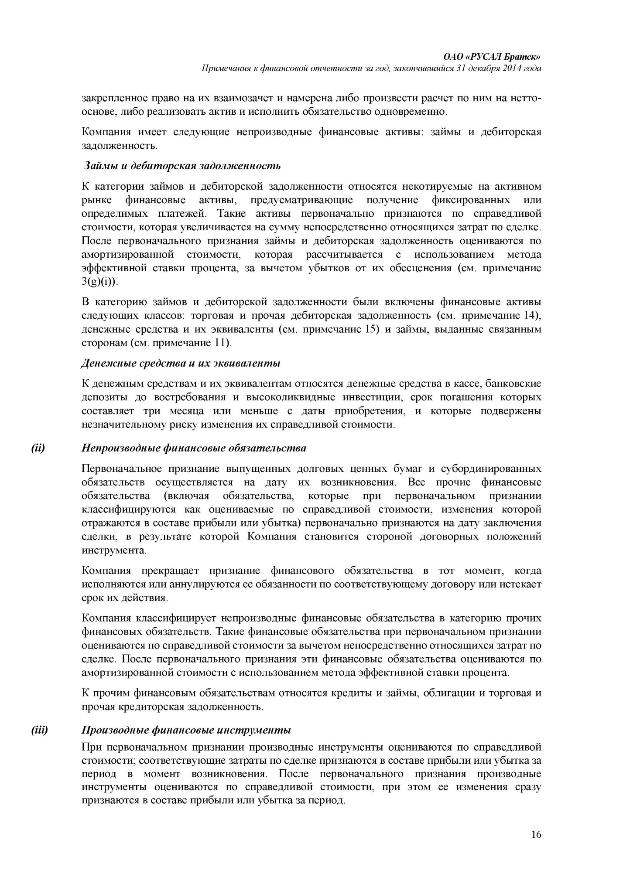 ОАО «РУСАЛ Братск»
Примечания к финансовой отчетности за год, закончившийся 31 декабря 2014 года
закрепленное право на их взаимозачет и намерена либо произвести расчет по ним на нетто-
основе, либо реализовать актив и исполнить обязательство одновременно.
Компания имеет следующие непроизводные финансовые активы: займы и дебиторская
задолженность.
Займы и дебиторская задолженность
К категории займов и дебиторской задолженности относятся некотируемые на активном
рынке финансовые активы, предусматривающие получение фиксированных или
определимых платежей. Такие активы первоначально признаются по справедливой
стоимости, которая увеличивается на сумму непосредственно относящихся затрат по сделке.
После первоначального признания займы и дебиторская задолженность оцениваются по
амортизированной стоимости, которая рассчитывается с использованием метода
эффективной ставки процента, за вычетом убытков от их обесценения (см. примечание
3(g)(i)).
В категорию займов и дебиторской задолженности были включены финансовые активы
следующих классов: торговая и прочая дебиторская задолженность (см. примечание 14),
денежные средства и их эквиваленты (см. примечание 15) и займы, выданные связанным
сторонам (см. примечание 11).
Денежные средства и их эквиваленты
К денежным средствам и их эквивалентам относятся денежные средства в кассе, банковские
депозиты до востребования и высоколиквидные инвестиции, срок погашения которых
составляет три месяца или меньше с даты приобретения, и которые подвержены
незначительному риску изменения их справедливой стоимости.
(ii) Непроизводные финансовые обязательства
Первоначальное признание выпущенных долговых ценных бумаг и субординированных
обязательств осуществляется на дату их возникновения. Все прочие финансовые
обязательства (включая обязательства, которые при первоначальном признании
классифицируются как оцениваемые по справедливой стоимости, изменения которой
отражаются в составе прибыли или убытка) первоначально признаются на дату заключения
сделки, в результате которой Компания становится стороной договорных положений
инструмента.
Компания прекращает признание финансового обязательства в тот момент, когда
исполняются или аннулируются ее обязанности по соответствующему договору или истекает
срок их действия.
Компания классифицирует непроизводные финансовые обязательства в категорию прочих
финансовых обязательств. Такие финансовые обязательства при первоначальном признании
оцениваются по справедливой стоимости за вычетом непосредственно относящихся затрат по
сделке. После первоначального признания эти финансовые обязательства оцениваются по
амортизированной стоимости с использованием метода эффективной ставки процента.
К прочим финансовым обязательствам относятся кредиты и займы, облигации и торговая и
прочая кредиторская задолженность.
(iii) Производные финансовые инструменты
При первоначальном признании производные инструменты оцениваются по справедливой
стоимости; соответствующие затраты по сделке признаются в составе прибыли или убытка за
период в момент возникновения. После первоначального признания производные
инструменты оцениваются по справедливой стоимости, при этом ее изменения сразу
признаются в составе прибыли или убытка за период.
16